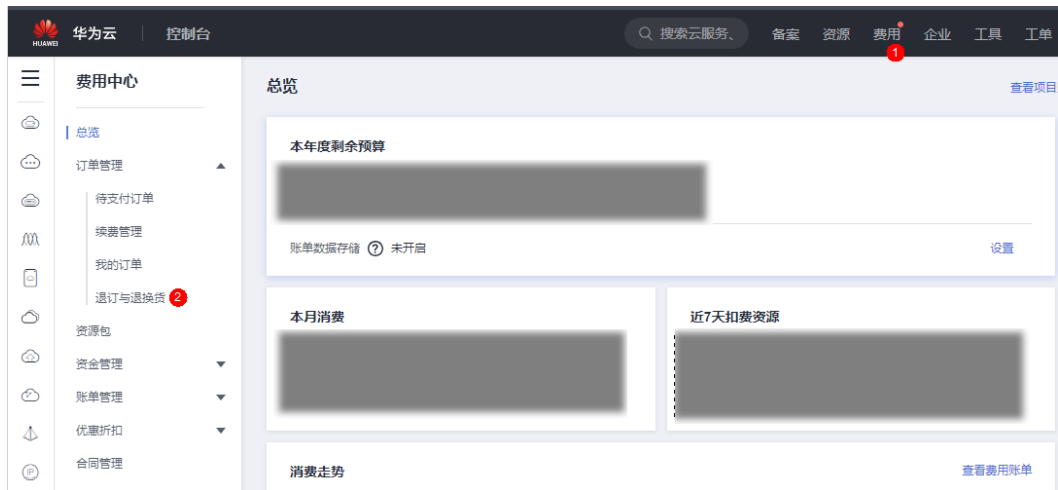 HUAWEI 华为云 控制台 搜索云服务、 备案 资源 费用 企业 工具 工单
1
费用中心
总览
订单管理
待支付订单
续费管理
我的订单
退订与退换货 2
资源包
资金管理
账单管理
优惠折扣
合同管理
总览 查看项目
本年度剩余预算
账单数据存储 ? 未开启 设置
本月消费 近7天扣费资源
消费走势 查看费用账单
IP